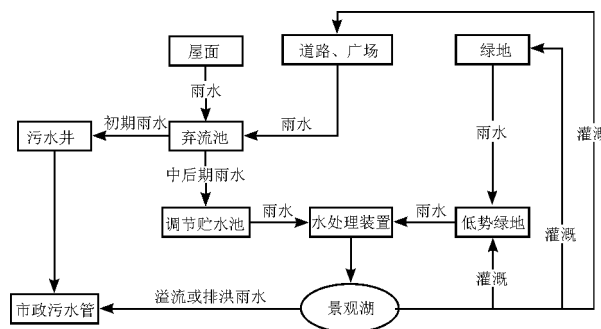 屋面
道路、广场
绿地
雨水
污水井
初期雨水
弃流池
雨水
雨水
灌溉
中后期雨水
调节贮水池
雨水
水处理装置
雨水
低势绿地
灌溉
灌溉
市政污水管
溢流或排洪雨水
景观湖